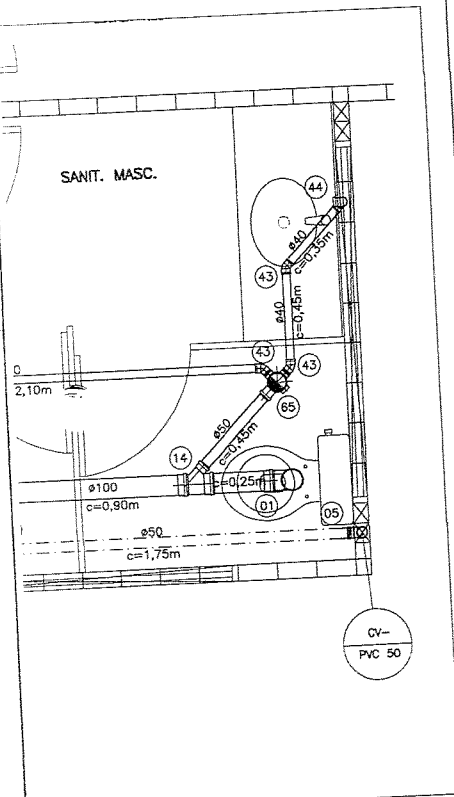 SANIT. MASC.
44
ø40
c=0,35m
43
ø40
c=0,45m
43
43
0
2,10m
65
ø50
c=0,45m
14
c=0,25m
ø100
c=0,90m
01
05
ø50
c=1,75m
CV-
PVC 50